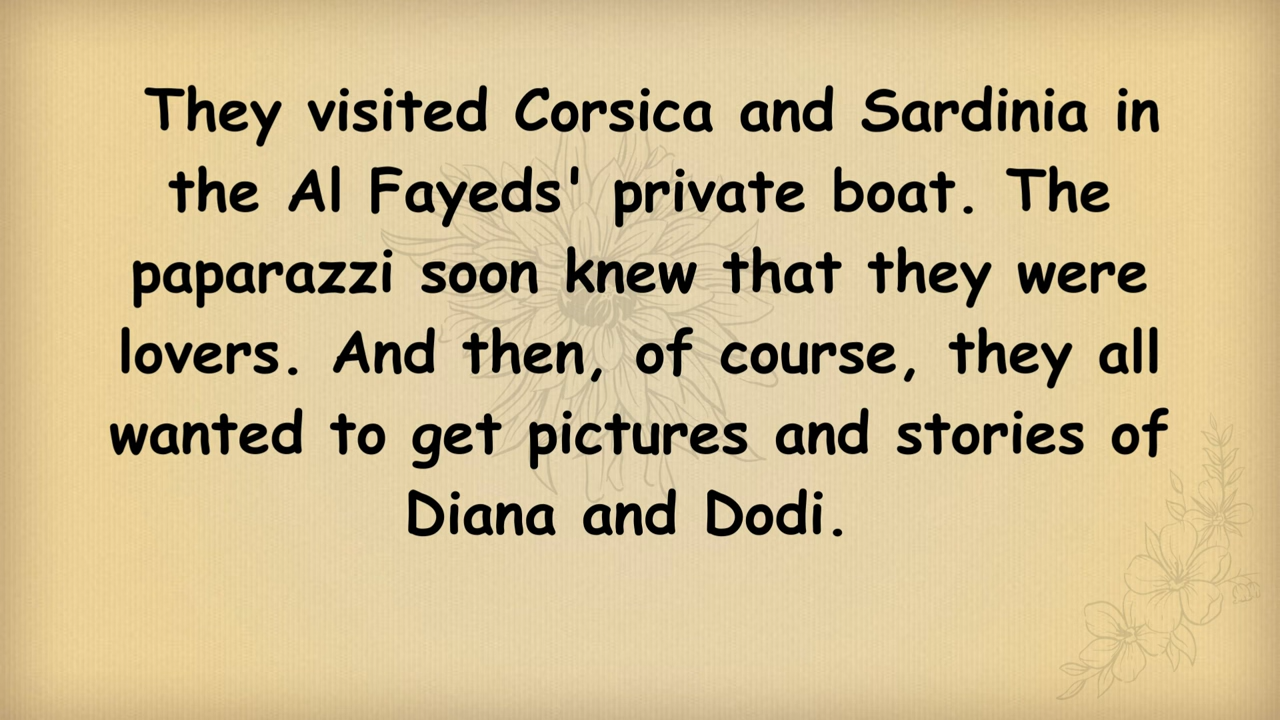 They visited Corsica and Sardinia in
the Al Fayeds' private boat. The
paparazzi soon knew that they were
lovers. And then, of course, they all
wanted to get pictures and stories of
Diana and Dodi.